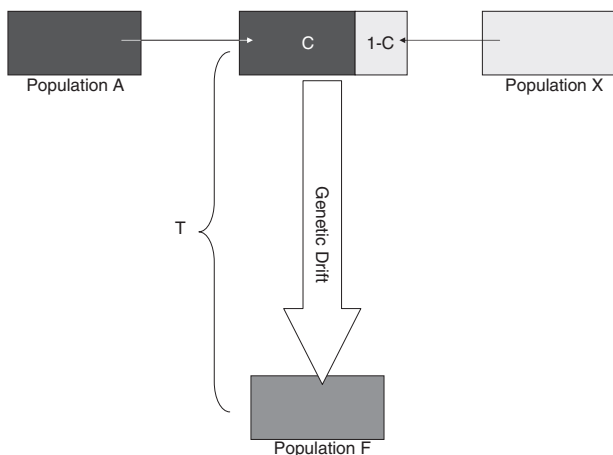 C
1-C
Population A
Population X
T
Genetic Drift
Population F